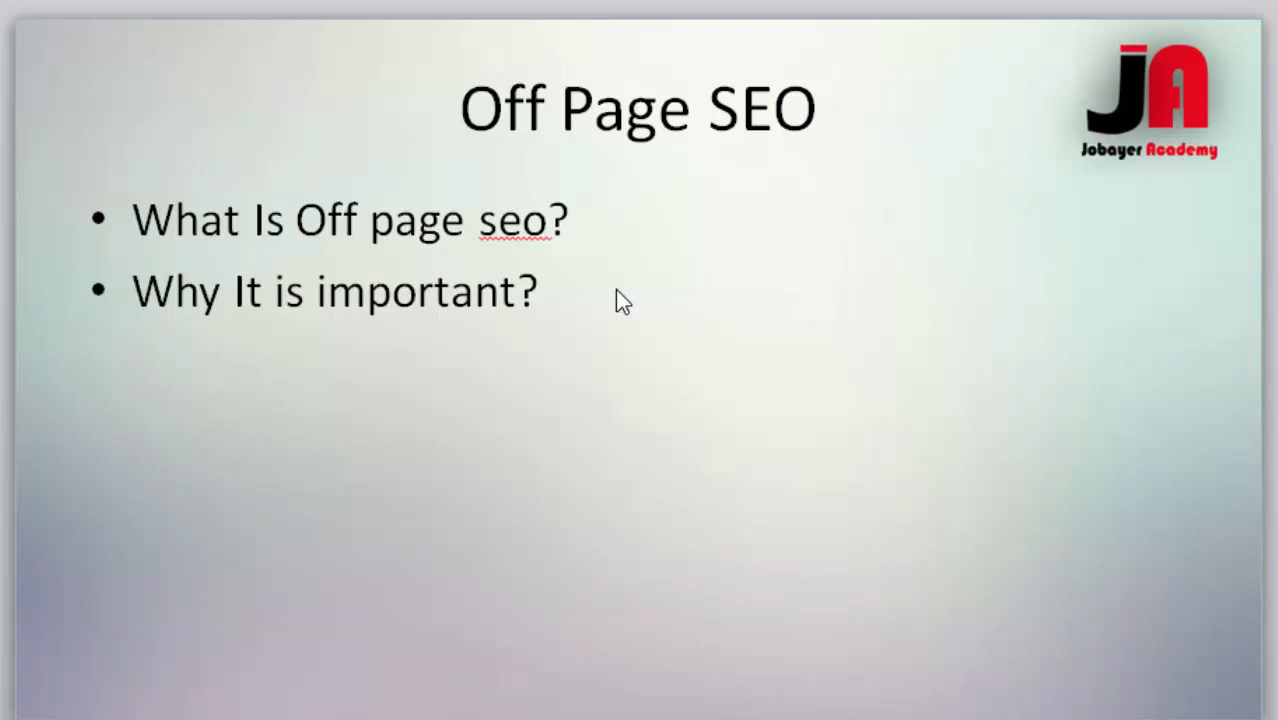 Off Page SEO
JA
Jobayer Academy
• What Is Off page seo?
• Why It is important?